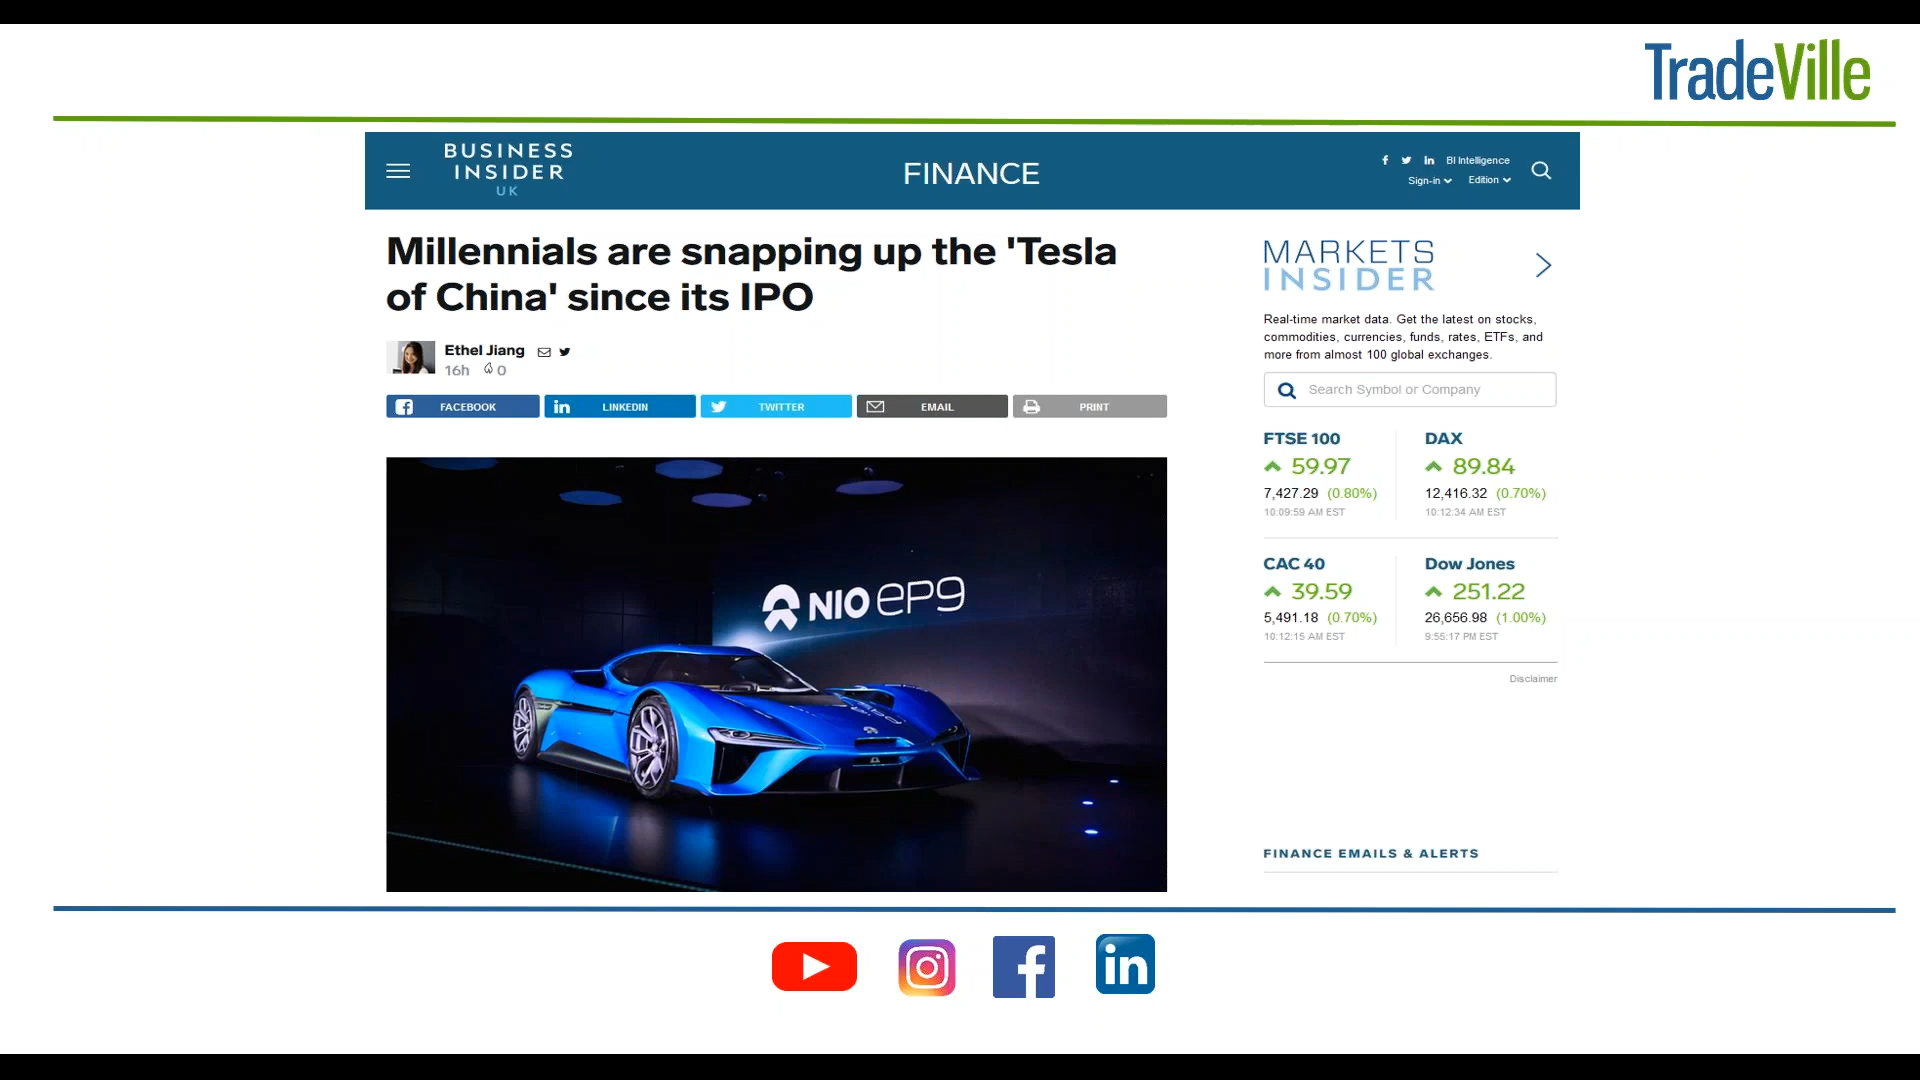 TradeVille
BUSINESS
INSIDER
UK
FINANCE
BI Intelligence
Sign-in
Edition
Millennials are snapping up the 'Tesla
of China' since its IPO
Ethel Jiang
16h 0
FACEBOOK
LINKEDIN
TWITTER
EMAIL
PRINT
NIO eP9
MARKETS
INSIDER
Real-time market data. Get the latest on stocks,
commodities, currencies, funds, rates, ETFs, and
more from almost 100 global exchanges.
Search Symbol or Company
FTSE 100
59.97
7,427.29 (0.80%)
10:09:59 AM EST
DAX
89.84
12,416.32 (0.70%)
10:12:34 AM EST
CAC 40
39.59
5,491.18 (0.70%)
10:12:15 AM EST
Dow Jones
251.22
26,656.98 (1.00%)
9:55:17 PM EST
Disclaimer
FINANCE EMAILS & ALERTS